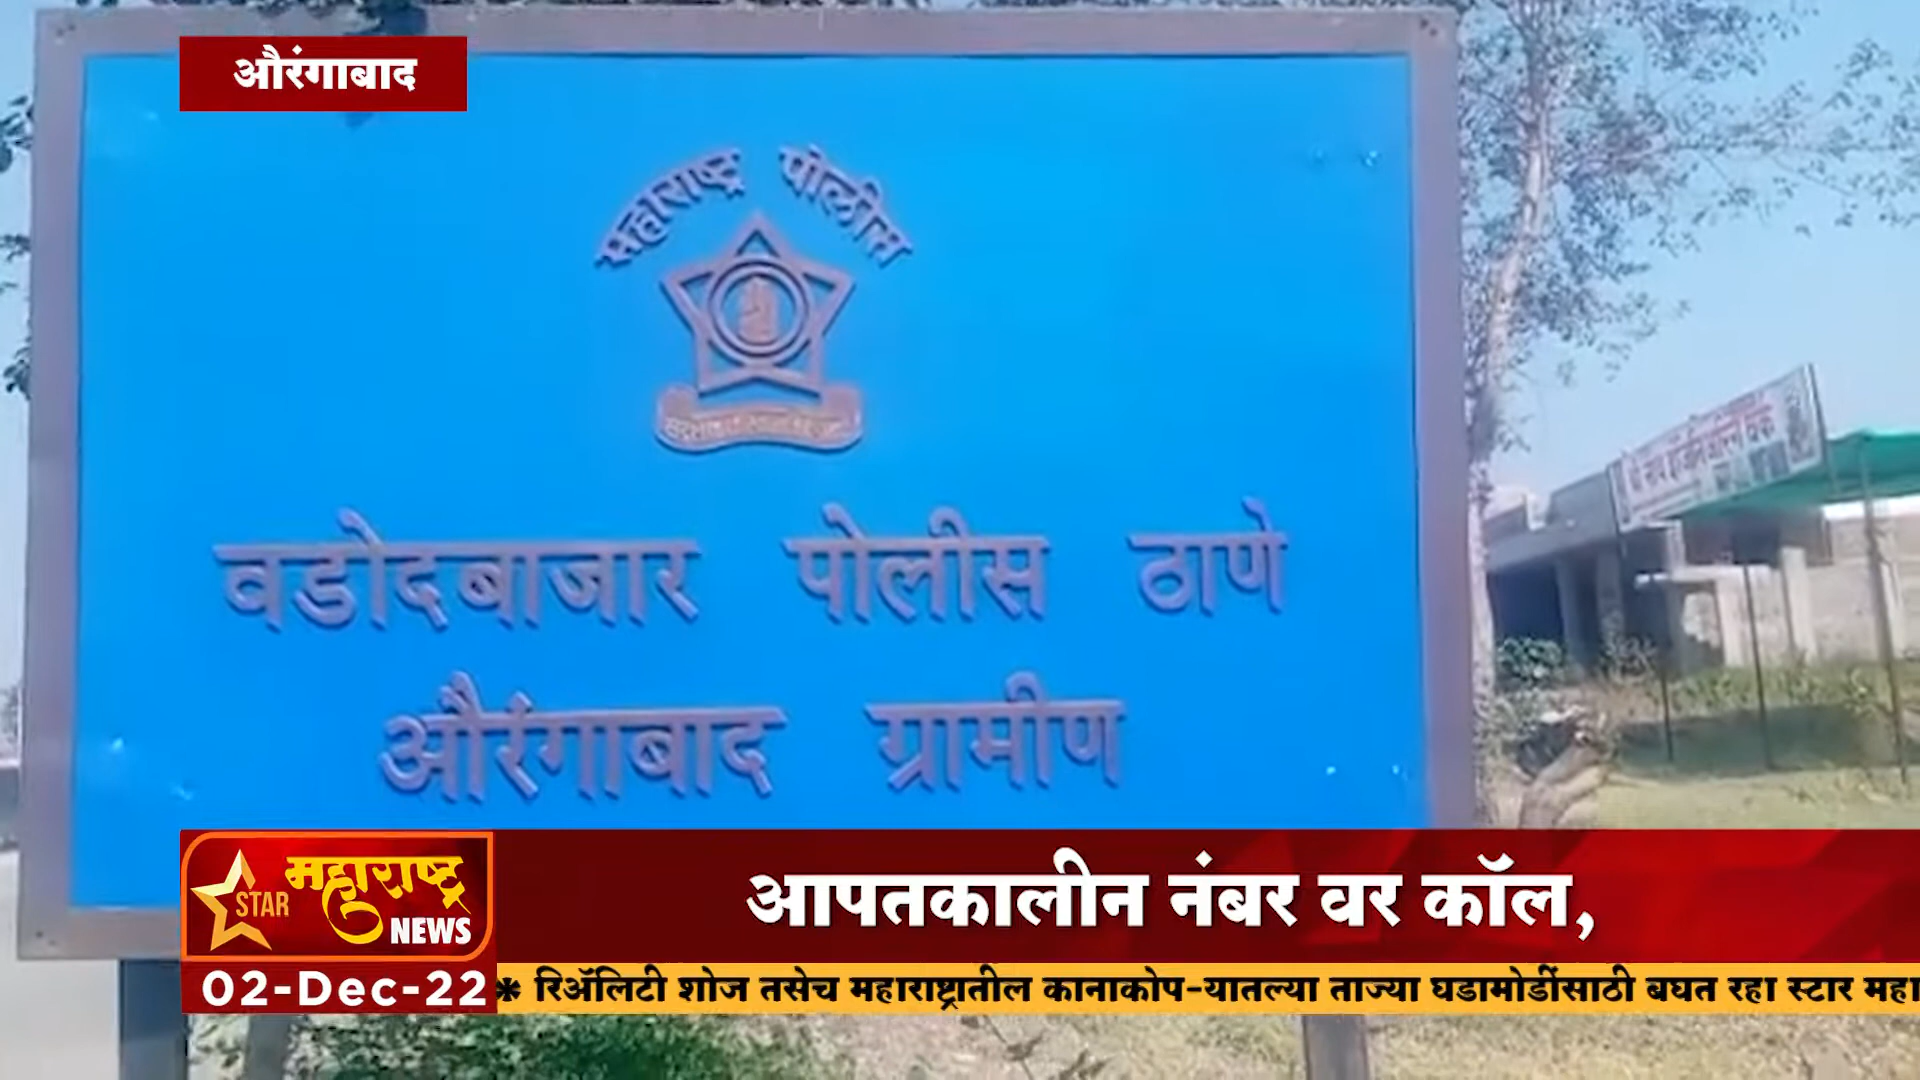 औरंगाबाद
महाराष्ट्र पोलीस
वडोदबाजार पोलीस ठाणे
औरंगाबाद ग्रामीण
STAR महाराष्ट्र NEWS
आपतकालीन नंबर वर कॉल,
02-Dec-22
* रिॲलिटी शोज तसेच महाराष्ट्रातील कानाकोप-यातल्या ताज्या घडामोडींसाठी बघत रहा स्टार महा